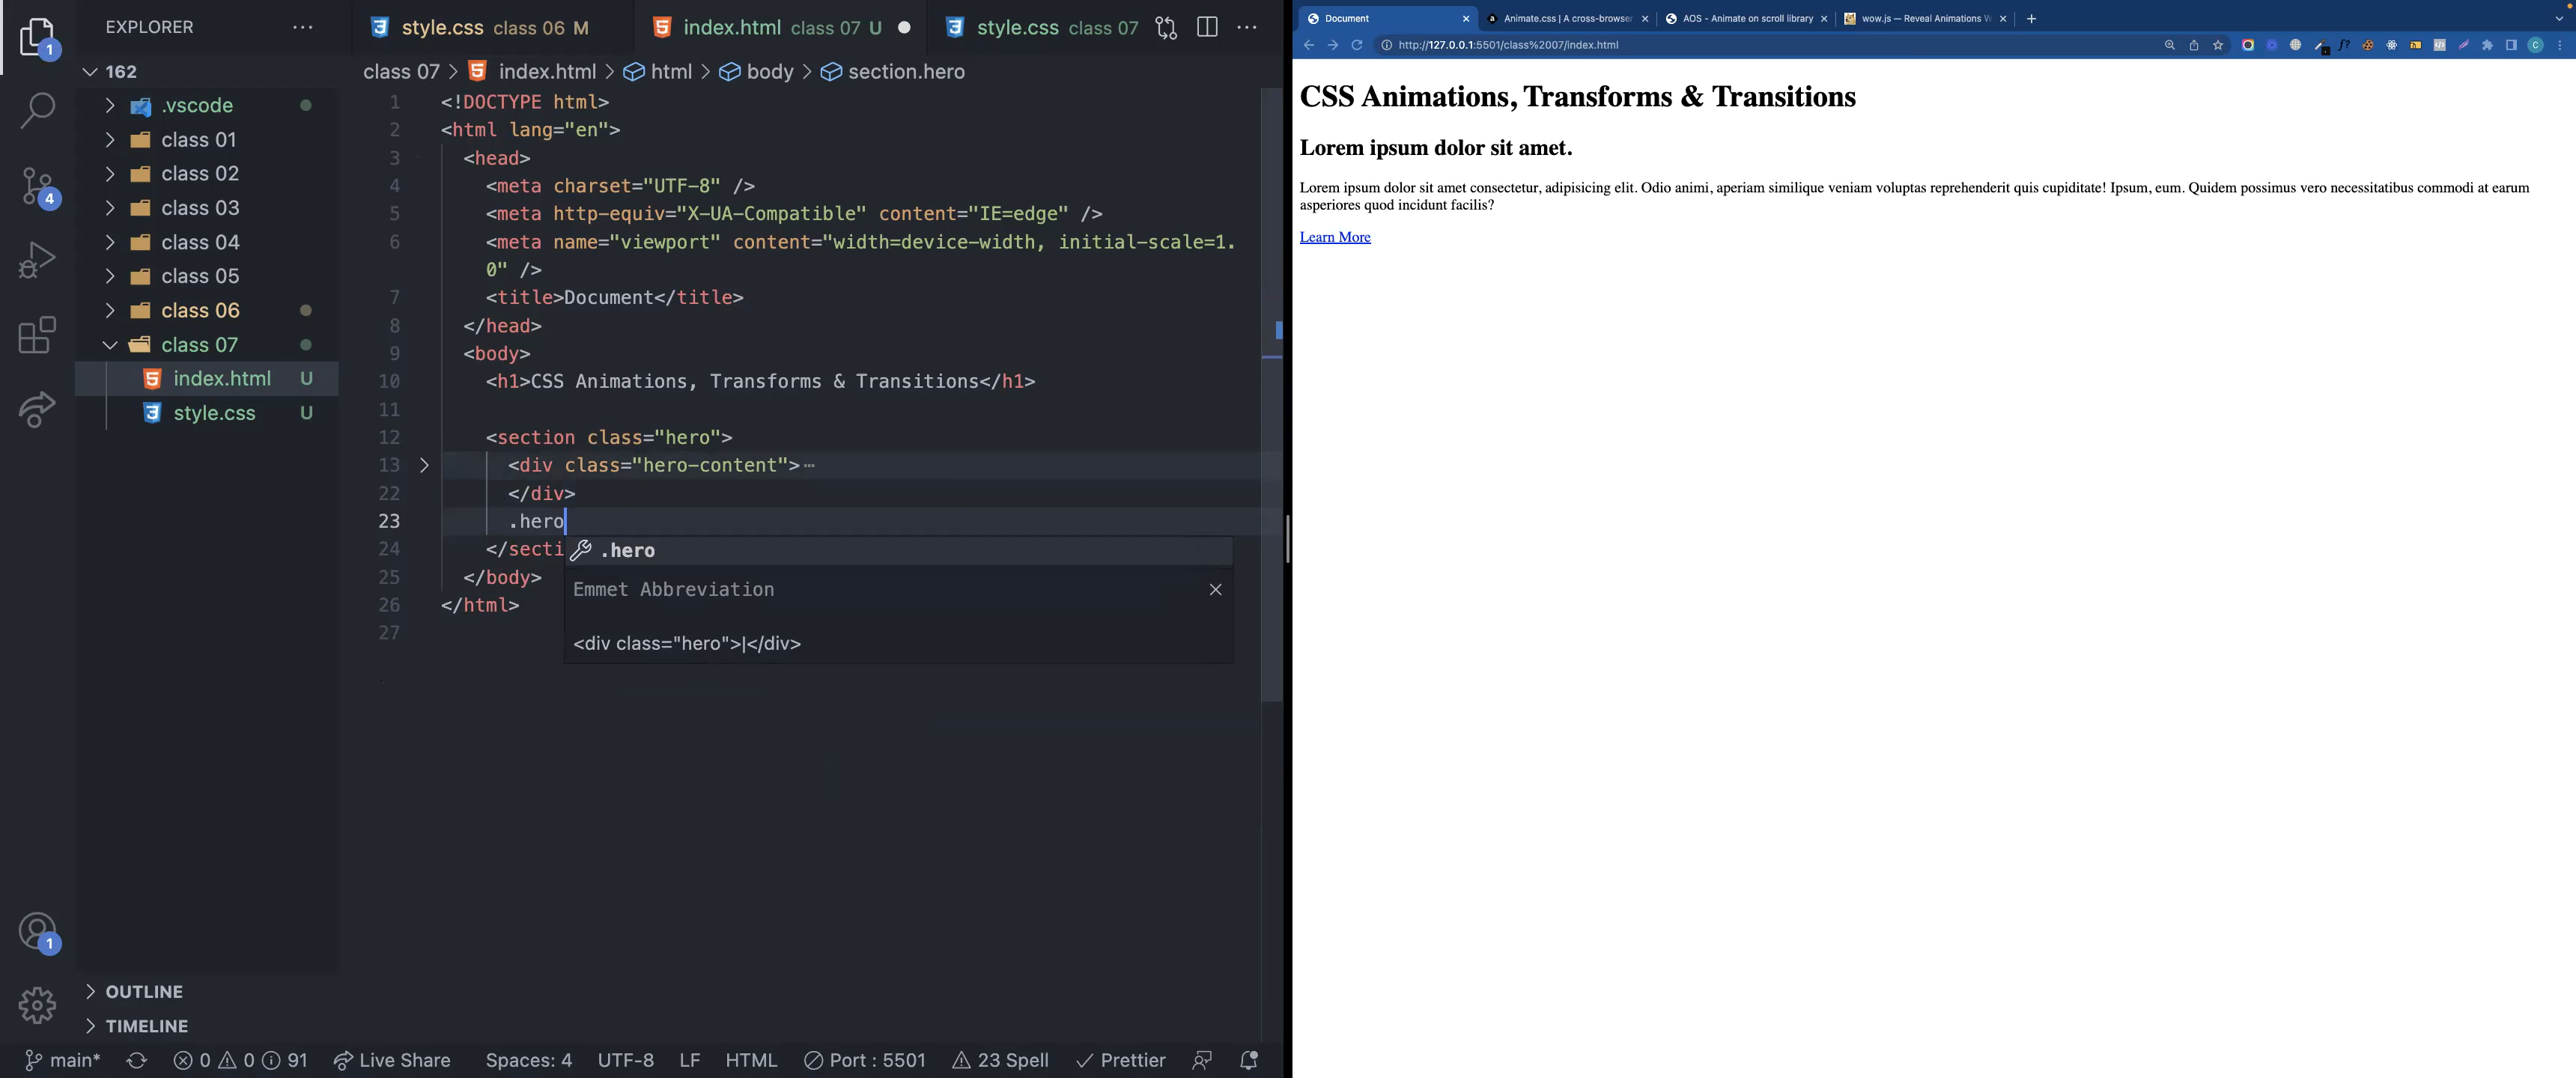 EXPLORER
162
.vscode
class 01
class 02
class 03
class 04
class 05
class 06
class 07
index.html U
style.css U
OUTLINE
TIMELINE
1
4
1
style.css class 06 M
index.html class 07 U
style.css class 07
class 07 > index.html > html > body > section.hero
1 <!DOCTYPE html>
2 <html lang="en">
3 <head>
4 <meta charset="UTF-8" />
5 <meta http-equiv="X-UA-Compatible" content="IE=edge" />
6 <meta name="viewport" content="width=device-width, initial-scale=1.
0" />
7 <title>Document</title>
8 </head>
9 <body>
10 <h1>CSS Animations, Transforms & Transitions</h1>
11
12 <section class="hero">
13 <div class="hero-content">
22 </div>
23 .hero
24 </secti
25 </body>
26 </html>
27
.hero
Emmet Abbreviation
<div class="hero">|</div>
main* 0 0 91 Live Share Spaces: 4 UTF-8 LF HTML Port : 5501 23 Spell Prettier
Document
Animate.css | A cross-browser
AOS - Animate on scroll library
wow.js — Reveal Animations W
http://127.0.0.1:5501/class%2007/index.html
CSS Animations, Transforms & Transitions
Lorem ipsum dolor sit amet.
Lorem ipsum dolor sit amet consectetur, adipisicing elit. Odio animi, aperiam similique veniam voluptas reprehenderit quis cupiditate! Ipsum, eum. Quidem possimus vero necessitatibus commodi at earum
asperiores quod incidunt facilis?
Learn More